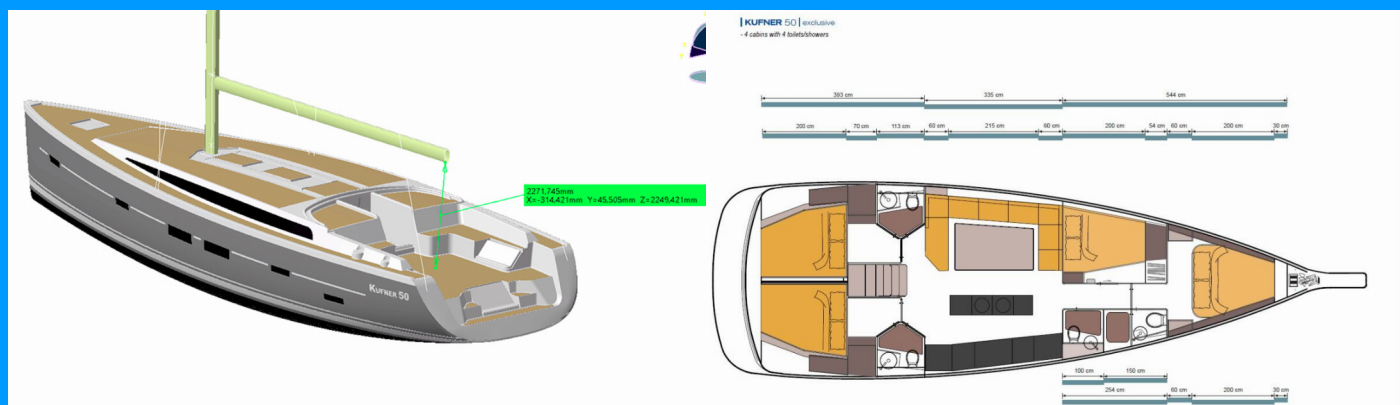 2271,745mm
X=-314,421mm Y=45,505mm Z=2249,421mm
KUFNER 50
| KUFNER 50 | exclusive
- 4 cabins with 4 toilets/showers
393 cm 335 cm 544 cm
200 cm 70 cm 113 cm 60 cm 215 cm 60 cm 200 cm 54 cm 60 cm 200 cm 30 cm
100 cm 150 cm
254 cm 60 cm 200 cm 30 cm